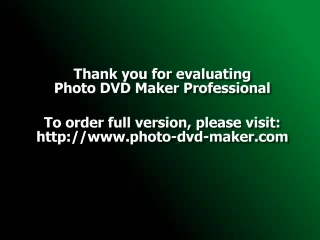 Thank you for evaluating
Photo DVD Maker Professional
To order full version, please visit:
http://www.photo-dvd-maker.com